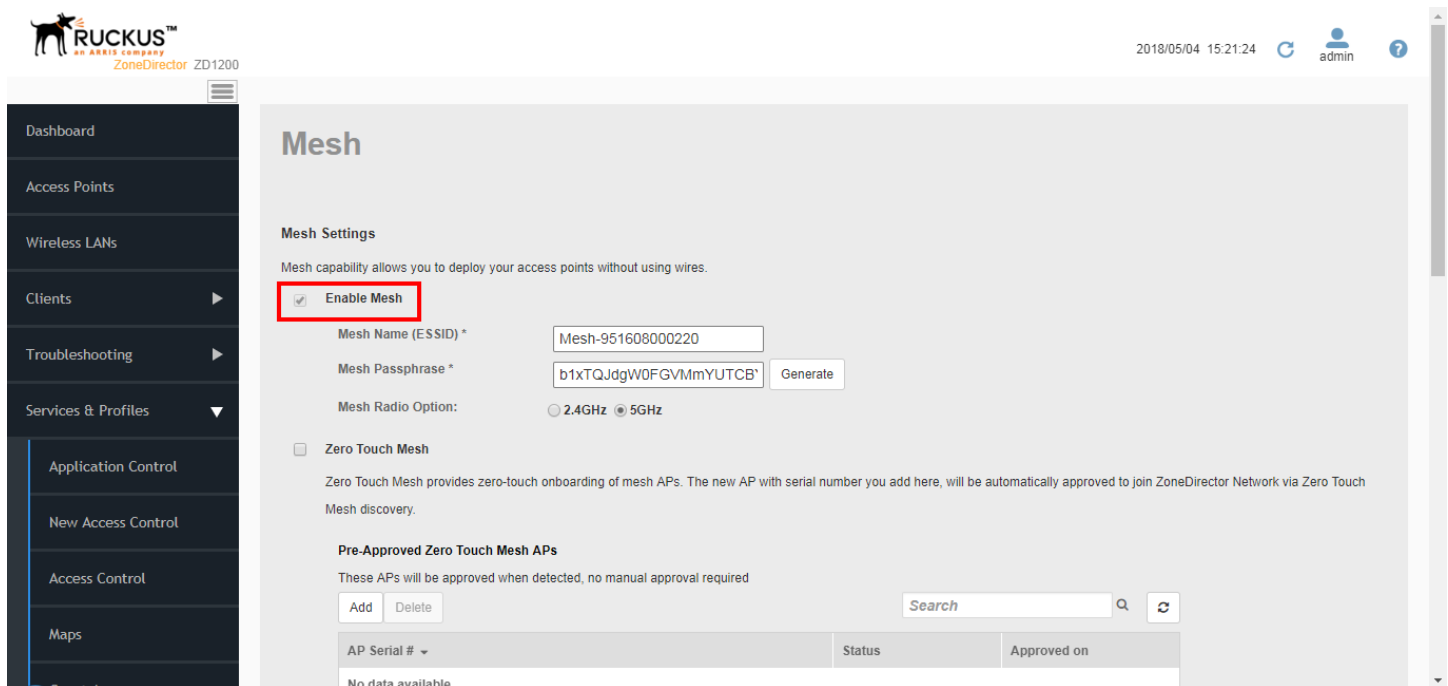 RUCKUS™
an ARRIS company
ZoneDirector ZD1200
2018/05/04 15:21:24
admin
?
Dashboard
Access Points
Wireless LANs
Clients
Troubleshooting
Services & Profiles
Application Control
New Access Control
Access Control
Maps
Mesh
Mesh Settings
Mesh capability allows you to deploy your access points without using wires.
Enable Mesh
Mesh Name (ESSID) * Mesh-951608000220
Mesh Passphrase * b1xTQJdgW0FGVMmYUTCB Generate
Mesh Radio Option: 2.4GHz 5GHz
Zero Touch Mesh
Zero Touch Mesh provides zero-touch onboarding of mesh APs. The new AP with serial number you add here, will be automatically approved to join ZoneDirector Network via Zero Touch
Mesh discovery.
Pre-Approved Zero Touch Mesh APs
These APs will be approved when detected, no manual approval required
Add Delete Search
AP Serial # Status Approved on
No data available